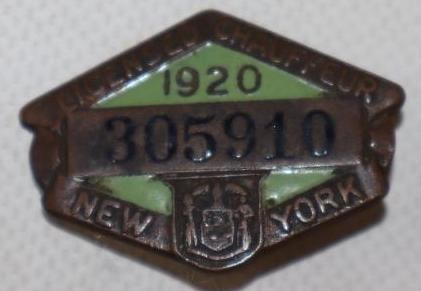 LICENSED CHAUFFEUR
1920
305910
NEW YORK